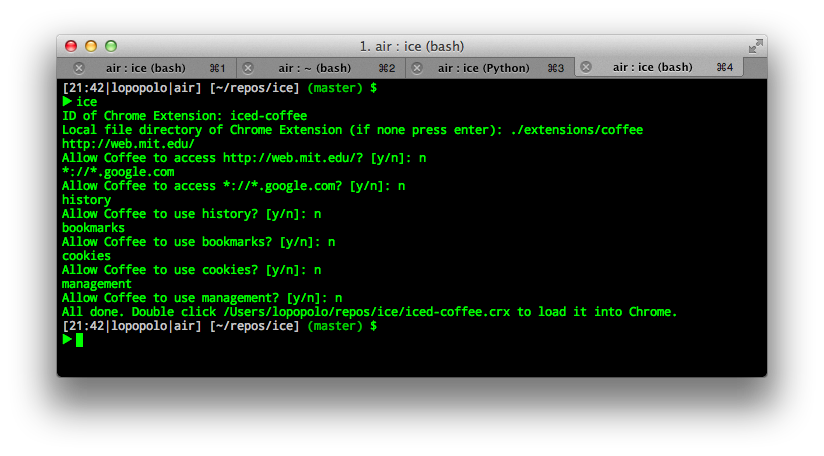 1. air : ice (bash)
air : ice (bash) ⌘1 air : ~ (bash) ⌘2 air : ice (Python) ⌘3 air : ice (bash) ⌘4
[21:42|lopopolo|air] [~/repos/ice] (master) $
▶ ice
ID of Chrome Extension: iced-coffee
Local file directory of Chrome Extension (if none press enter): ./extensions/coffee
http://web.mit.edu/
Allow Coffee to access http://web.mit.edu/? [y/n]: n
*://*.google.com
Allow Coffee to access *://*.google.com? [y/n]: n
history
Allow Coffee to use history? [y/n]: n
bookmarks
Allow Coffee to use bookmarks? [y/n]: n
cookies
Allow Coffee to use cookies? [y/n]: n
management
Allow Coffee to use management? [y/n]: n
All done. Double click /Users/lopopolo/repos/ice/iced-coffee.crx to load it into Chrome.
[21:42|lopopolo|air] [~/repos/ice] (master) $
▶